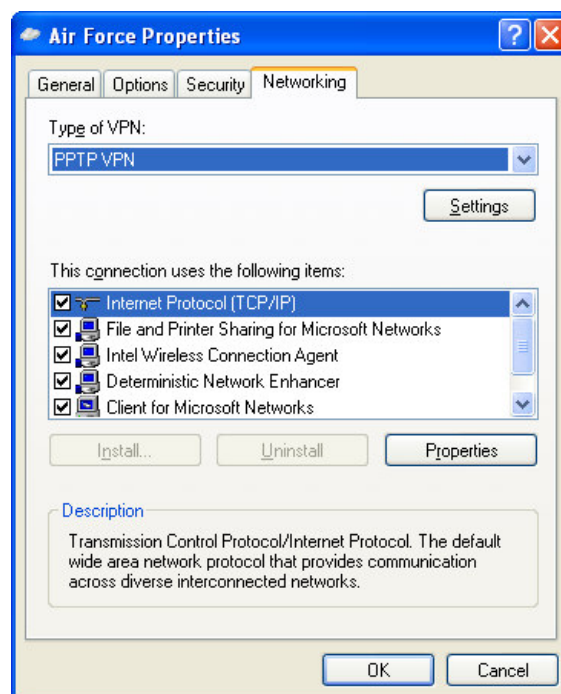 Air Force Properties
General Options Security Networking
Type of VPN:
PPTP VPN
Settings
This connection uses the following items:
Internet Protocol (TCP/IP)
File and Printer Sharing for Microsoft Networks
Intel Wireless Connection Agent
Deterministic Network Enhancer
Client for Microsoft Networks
Install... Uninstall Properties
Description
Transmission Control Protocol/Internet Protocol. The default
wide area network protocol that provides communication
across diverse interconnected networks.
OK Cancel